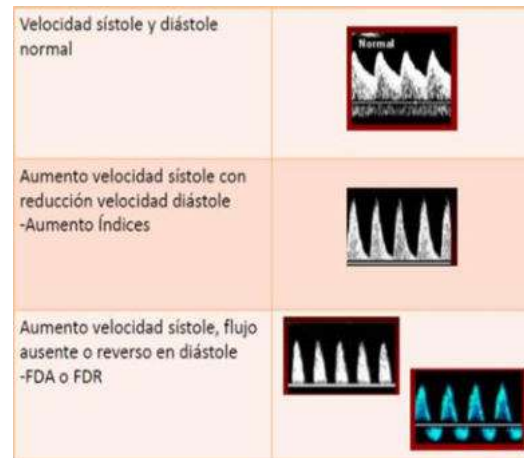 Velocidad sístole y diástole
normal
Normal
Aumento velocidad sístole con
reducción velocidad diástole
-Aumento Índices
Aumento velocidad sístole, flujo
ausente o reverso en diástole
-FDA o FDR